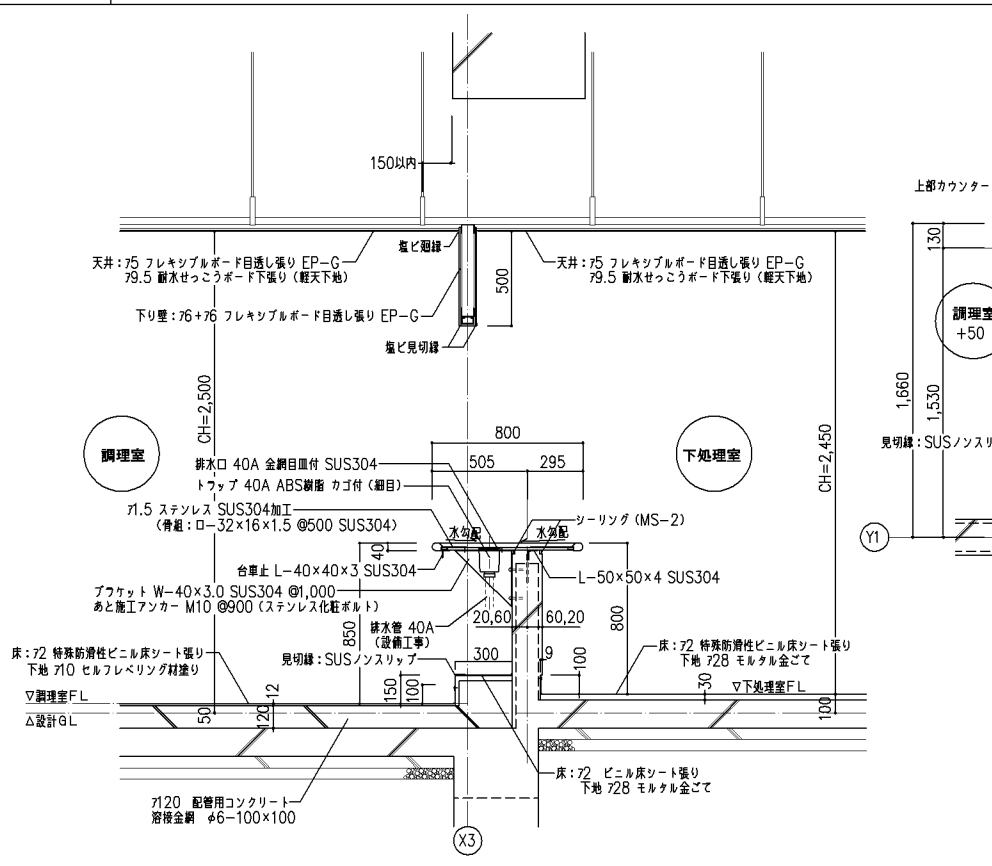 150以内
上部カウンター
塩ビ廻縁
130
天井：ｱ5 フレキシブルボード目透し張り EP-G
ｱ9.5 耐水せっこうボード下張り（軽天下地）
500
天井：ｱ5 フレキシブルボード目透し張り EP-G
ｱ9.5 耐水せっこうボード下張り（軽天下地）
下り壁：ｱ6+ｱ6 フレキシブルボード目透し張り EP-G
塩ビ見切縁
調理室
+50
CH=2,500
1,660
1,530
800
調理室
下処理室
CH=2,450
見切縁：SUSノンスリ
排水口 40A 金網目皿付 SUS304
505
295
トラップ 40A ABS樹脂 カゴ付（細目）
ｱ1.5 ステンレス SUS304加工
（骨組：ロ-32×16×1.5 @500 SUS304）
シーリング（MS-2）
水勾配
水勾配
Y1
40
台車止 L-40×40×3 SUS304
L-50×50×4 SUS304
ブラケット W-40×3.0 SUS304 @1,000
あと施工アンカー M10 @900（ステンレス化粧ボルト）
850
排水管 40A
（設備工事）
20,60
60,20
800
床：ｱ2 特殊防滑性ビニル床シート張り
下地 ｱ10 セルフレベリング材塗り
見切縁：SUSノンスリップ
300
9
100
床：ｱ2 特殊防滑性ビニル床シート張り
下地 ｱ28 モルタル金ごて
▽調理室FL
12
150
100
30
▽下処理室FL
△設計GL
50
120
100
床：ｱ2 ビニル床シート張り
下地 ｱ28 モルタル金ごて
ｱ120 配管用コンクリート
溶接金網 φ6-100×100
X3